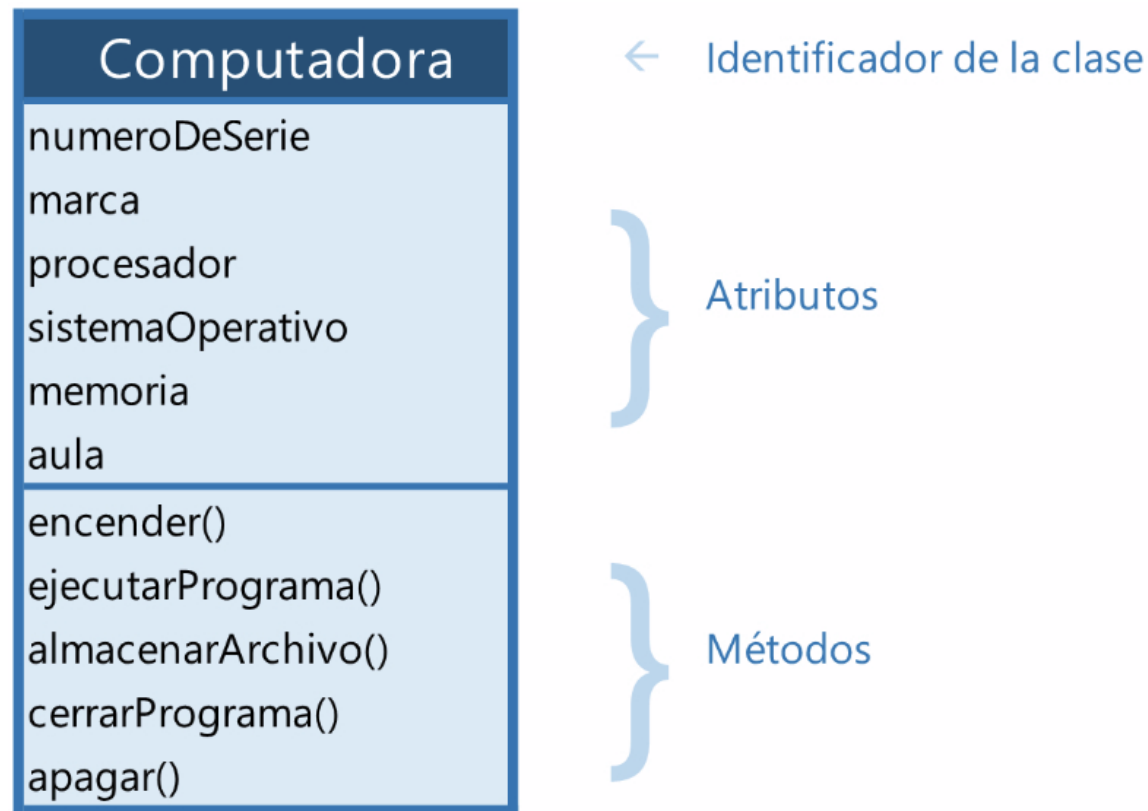 Computadora
← Identificador de la clase
numeroDeSerie
marca
procesador
sistemaOperativo
memoria
aula
Atributos
encender()
ejecutarPrograma()
almacenarArchivo()
cerrarPrograma()
apagar()
Métodos